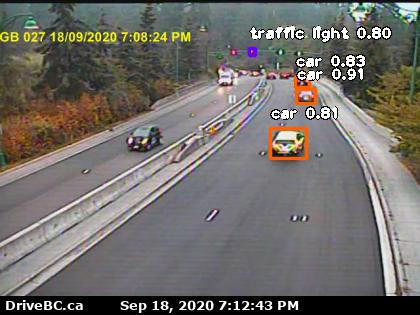 traffic light 0.80
GB 027 18/09/2020 7:08:24 PM
car 0.83
car 0.91
car 0.81
DriveBC.ca Sep 18, 2020 7:12:43 PM